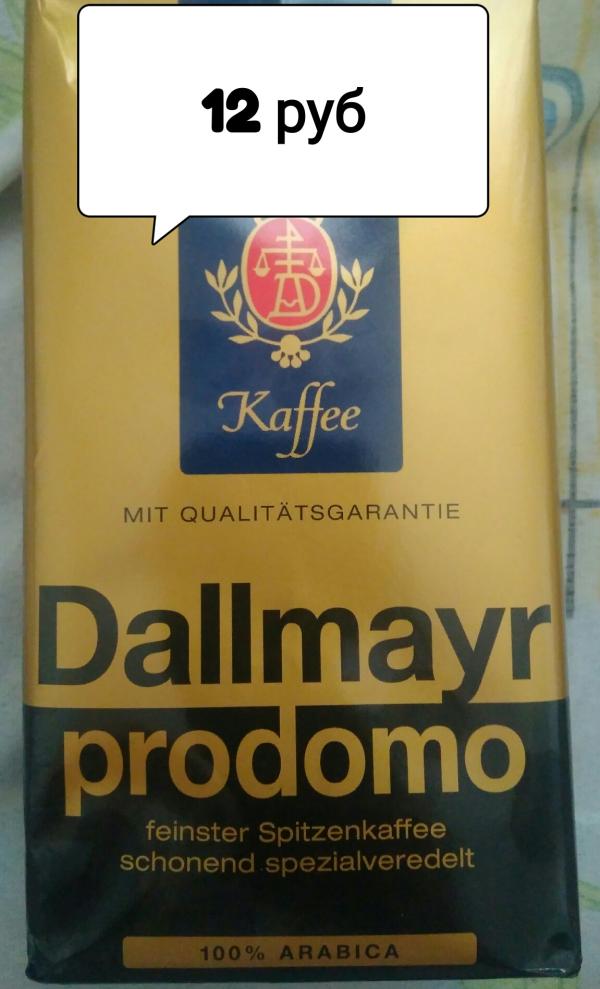 12 руб
Kaffee
MIT QUALITÄTSGARANTIE
Dallmayr
prodomo
feinster Spitzenkaffee
schonend spezialveredelt
100% ARABICA